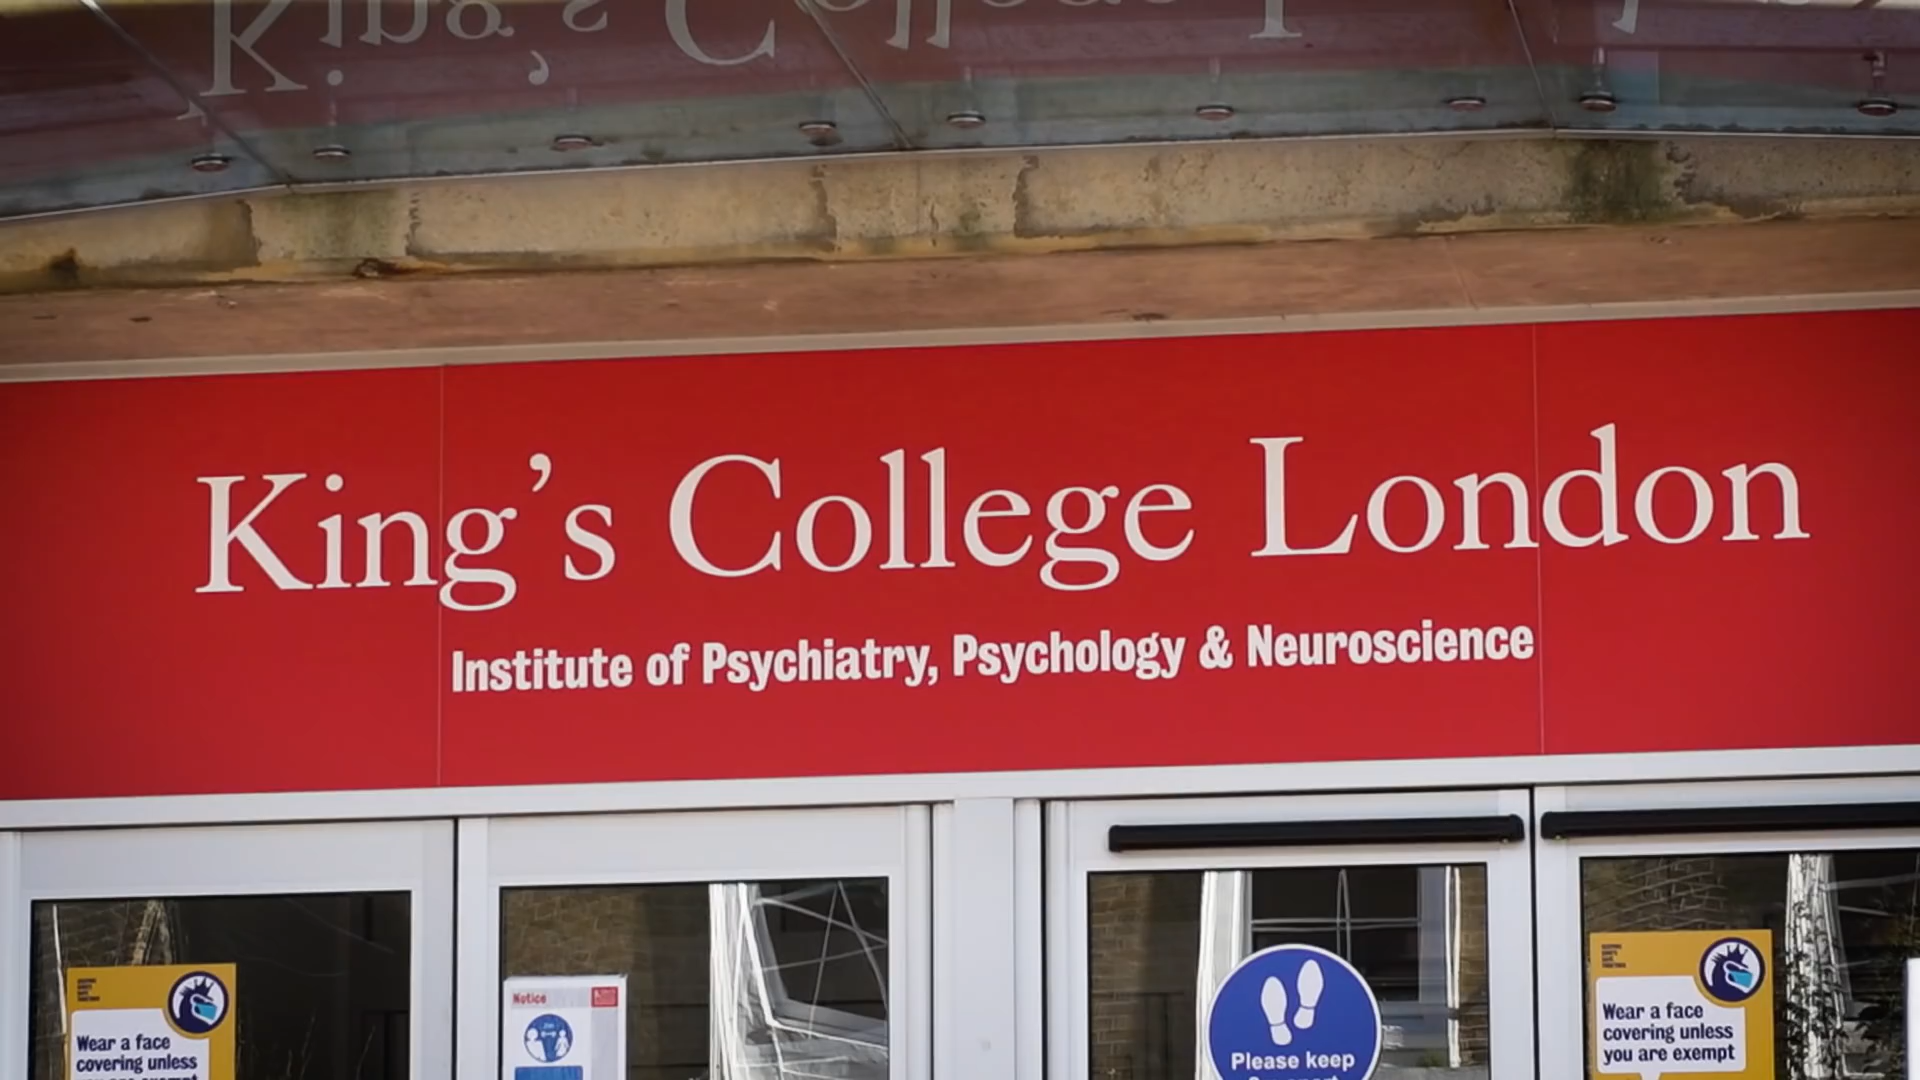 King's College London
Institute of Psychiatry, Psychology & Neuroscience
Wear a face
covering unless
Notice
Please keep
Wear a face
covering unless
you are exempt